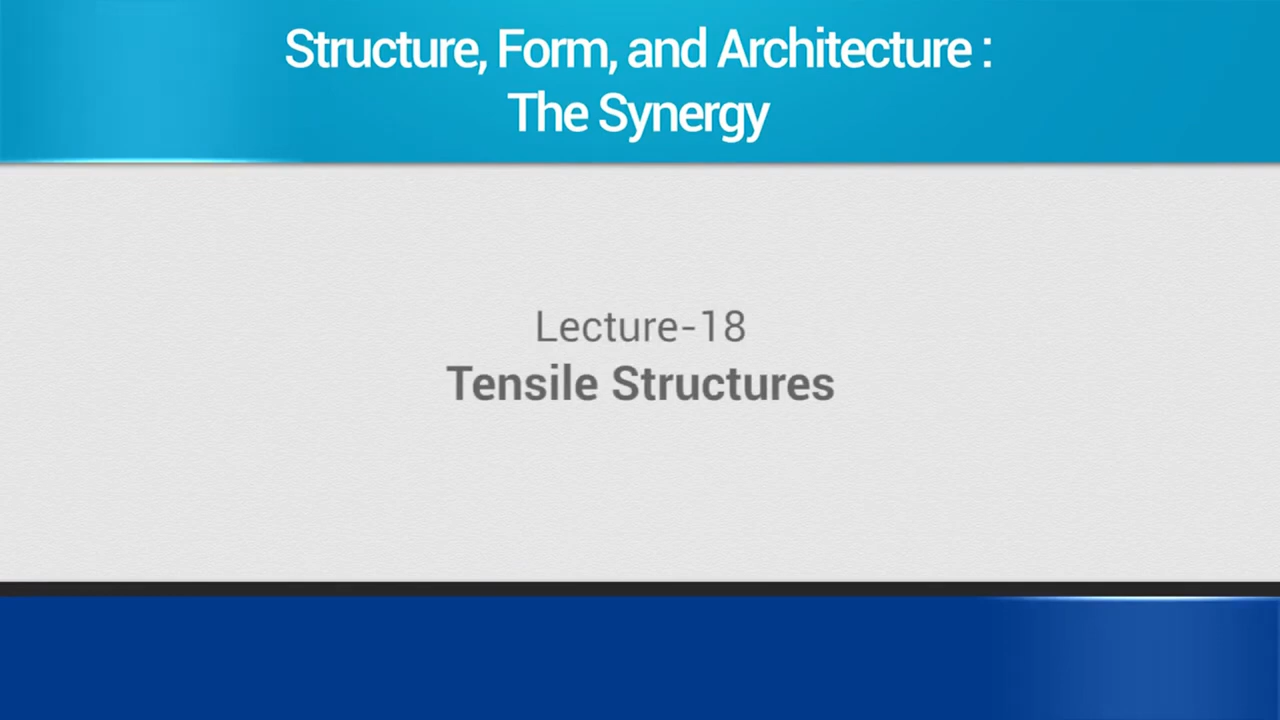 Structure, Form, and Architecture :
The Synergy
Lecture-18
Tensile Structures